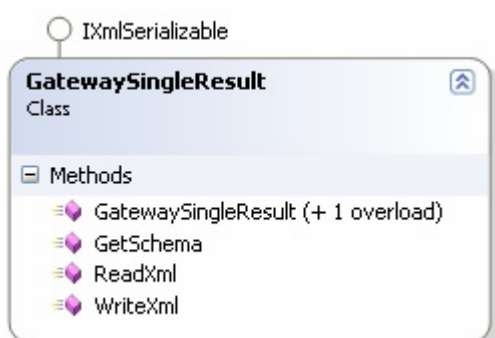 IXmlSerializable
GatewaySingleResult
Class
Methods
GatewaySingleResult (+ 1 overload)
GetSchema
ReadXml
WriteXml